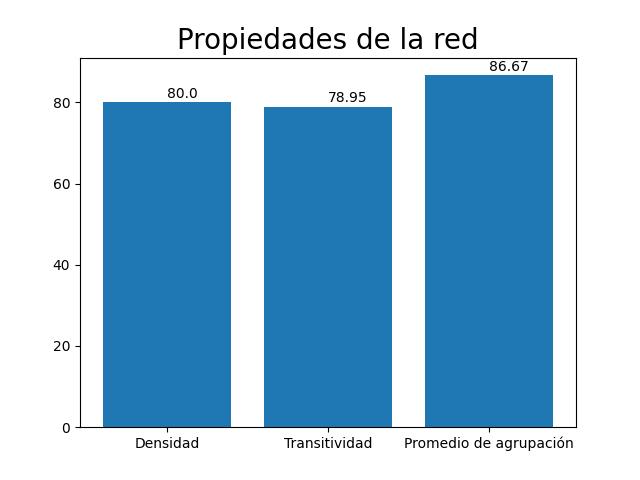 Propiedades de la red
80.0
78.95
86.67
80
60
40
20
0
Densidad
Transitividad
Promedio de agrupación